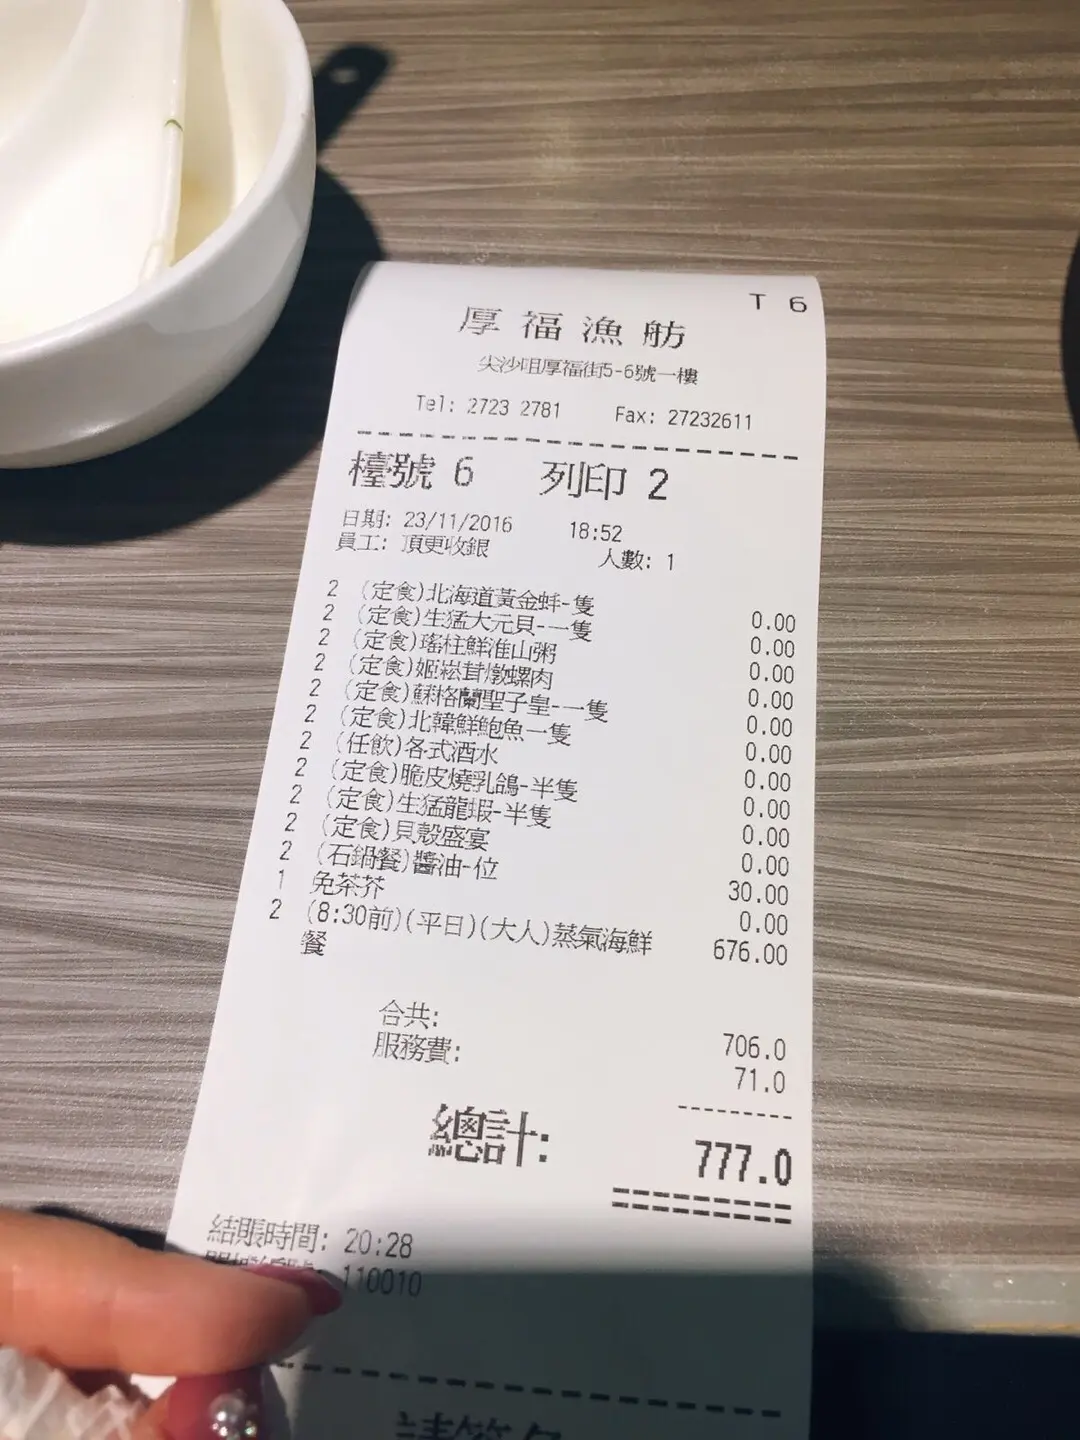 T 6
厚福漁舫
尖沙咀厚福街5-6號一樓
Tel: 2723 2781 Fax: 27232611
檯號 6 列印 2
日期: 23/11/2016 18:52
員工: 頂更收銀 人數: 1
2 (定食)北海道黃金蚌-隻 0.00
2 (定食)生猛大元貝-一隻 0.00
2 (定食)瑤柱鮮淮山粥 0.00
2 (定食)姬崧茸燉螺肉 0.00
2 (定食)蘇格蘭聖子皇-一隻 0.00
2 (定食)北韓鮮鮑魚一隻 0.00
2 (任飲)各式酒水 0.00
2 (定食)脆皮燒乳鴿-半隻 0.00
2 (定食)生猛龍蝦-半隻 0.00
2 (定食)貝殼盛宴 0.00
2 (石鍋餐)醬油-位 30.00
1 免茶芥 0.00
2 (8:30前)(平日)(大人)蒸氣海鮮 676.00
餐
合共: 706.0
服務費: 71.0
總計: 777.0
結賬時間: 20:28
110010